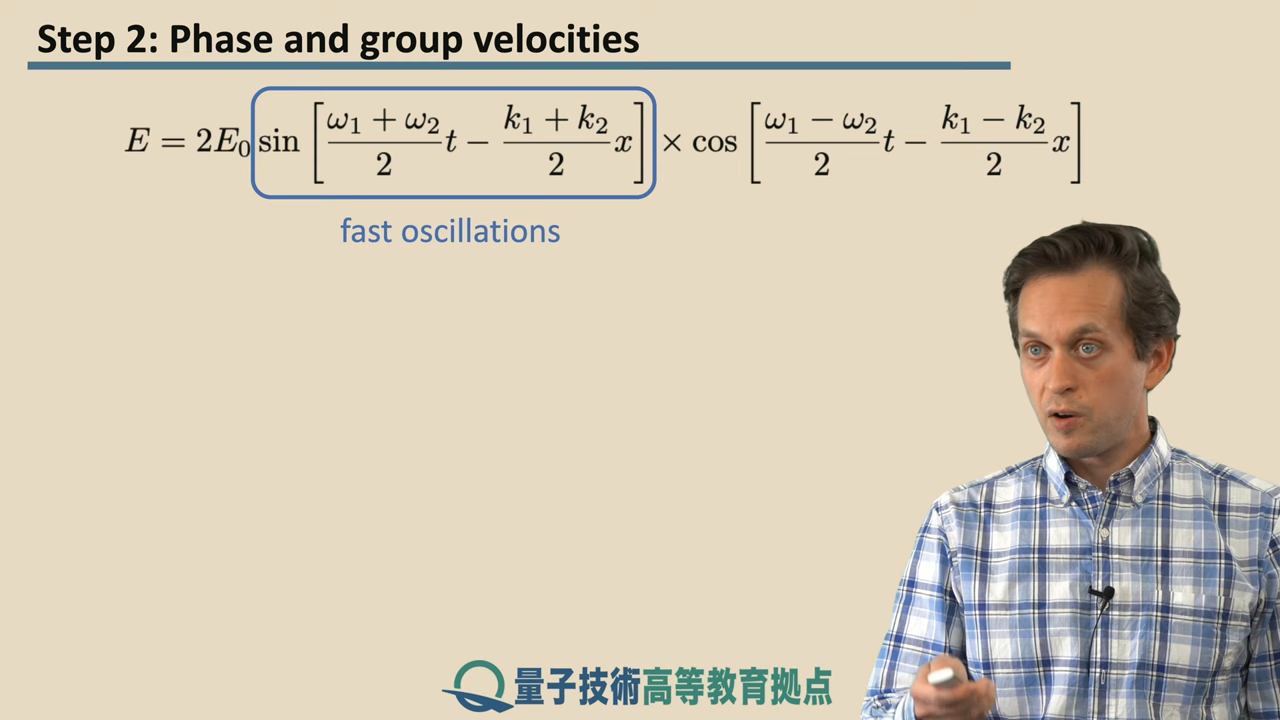 Step 2: Phase and group velocities
E = 2E₀ sin [ (ω₁ + ω₂)/2 t − (k₁ + k₂)/2 x ] × cos [ (ω₁ − ω₂)/2 t − (k₁ − k₂)/2 x ]
fast oscillations
量子技術高等教育拠点